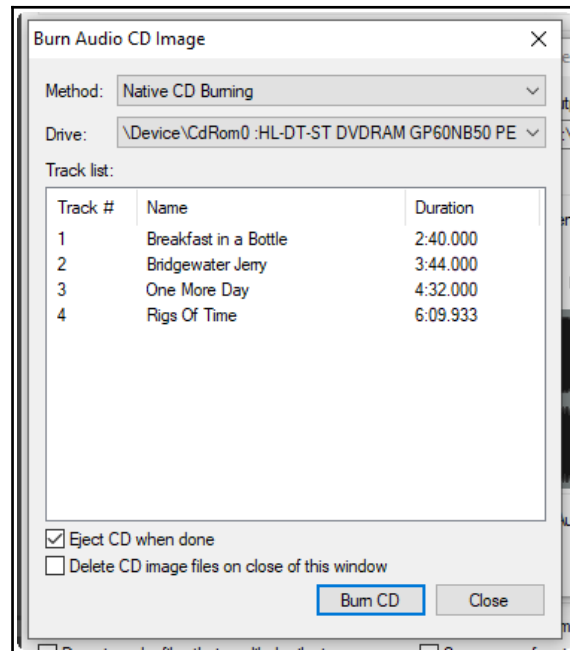 Burn Audio CD Image
Method: Native CD Burning
Drive: \Device\CdRom0 :HL-DT-ST DVDRAM GP60NB50 PE
Track list:
Track # Name Duration
1 Breakfast in a Bottle 2:40.000
2 Bridgewater Jerry 3:44.000
3 One More Day 4:32.000
4 Rigs Of Time 6:09.933
Eject CD when done
Delete CD image files on close of this window
Burn CD Close